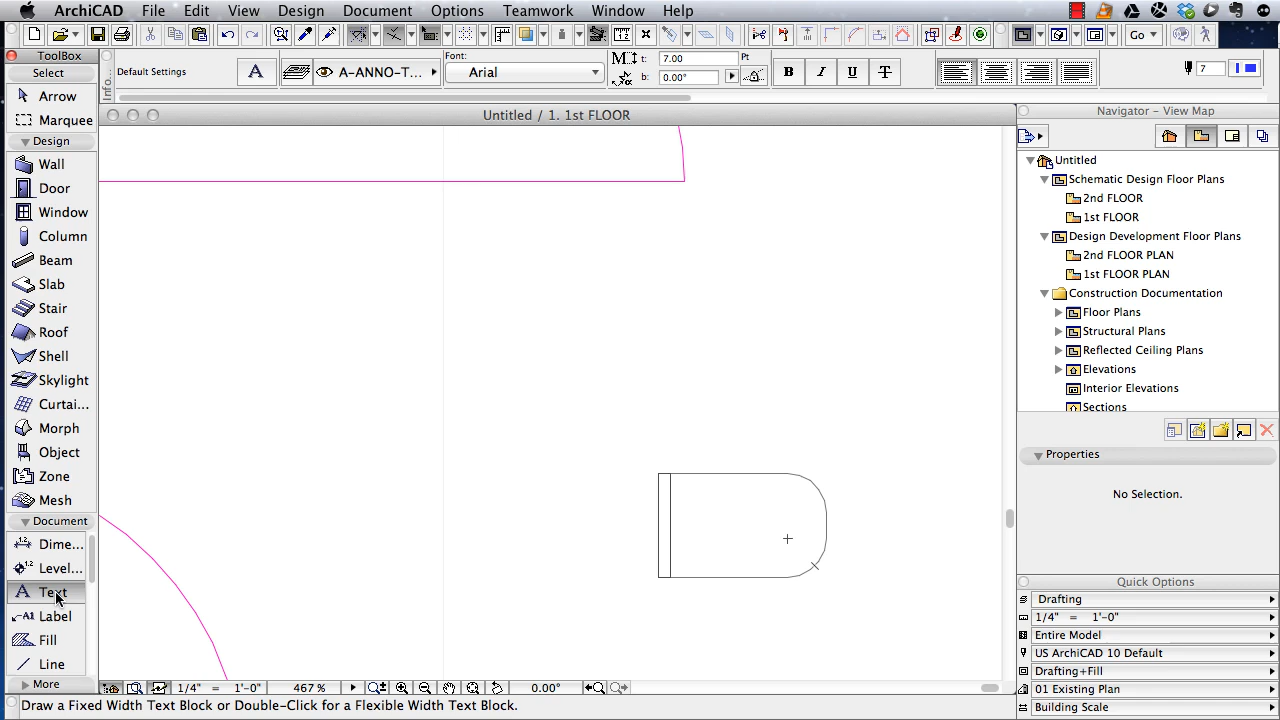 ArchiCAD File Edit View Design Document Options Teamwork Window Help
Go
ToolBox
Select
Arrow
Marquee
Design
Wall
Door
Window
Column
Beam
Slab
Stair
Roof
Shell
Skylight
Curtai...
Morph
Object
Zone
Mesh
Document
Dime...
Level...
Text
Label
Fill
Line
More
Info...
Default Settings
A-ANNO-T...
Font:
Arial
t: 7.00 Pt
b: 0.00°
B I U T
7
Untitled / 1. 1st FLOOR
Navigator - View Map
Untitled
Schematic Design Floor Plans
2nd FLOOR
1st FLOOR
Design Development Floor Plans
2nd FLOOR PLAN
1st FLOOR PLAN
Construction Documentation
Floor Plans
Structural Plans
Reflected Ceiling Plans
Elevations
Interior Elevations
Sections
Properties
No Selection.
Quick Options
Drafting
1/4" = 1'-0"
Entire Model
US ArchiCAD 10 Default
Drafting+Fill
01 Existing Plan
Building Scale
1/4" = 1'-0" 467 % 0.00°
Draw a Fixed Width Text Block or Double-Click for a Flexible Width Text Block.